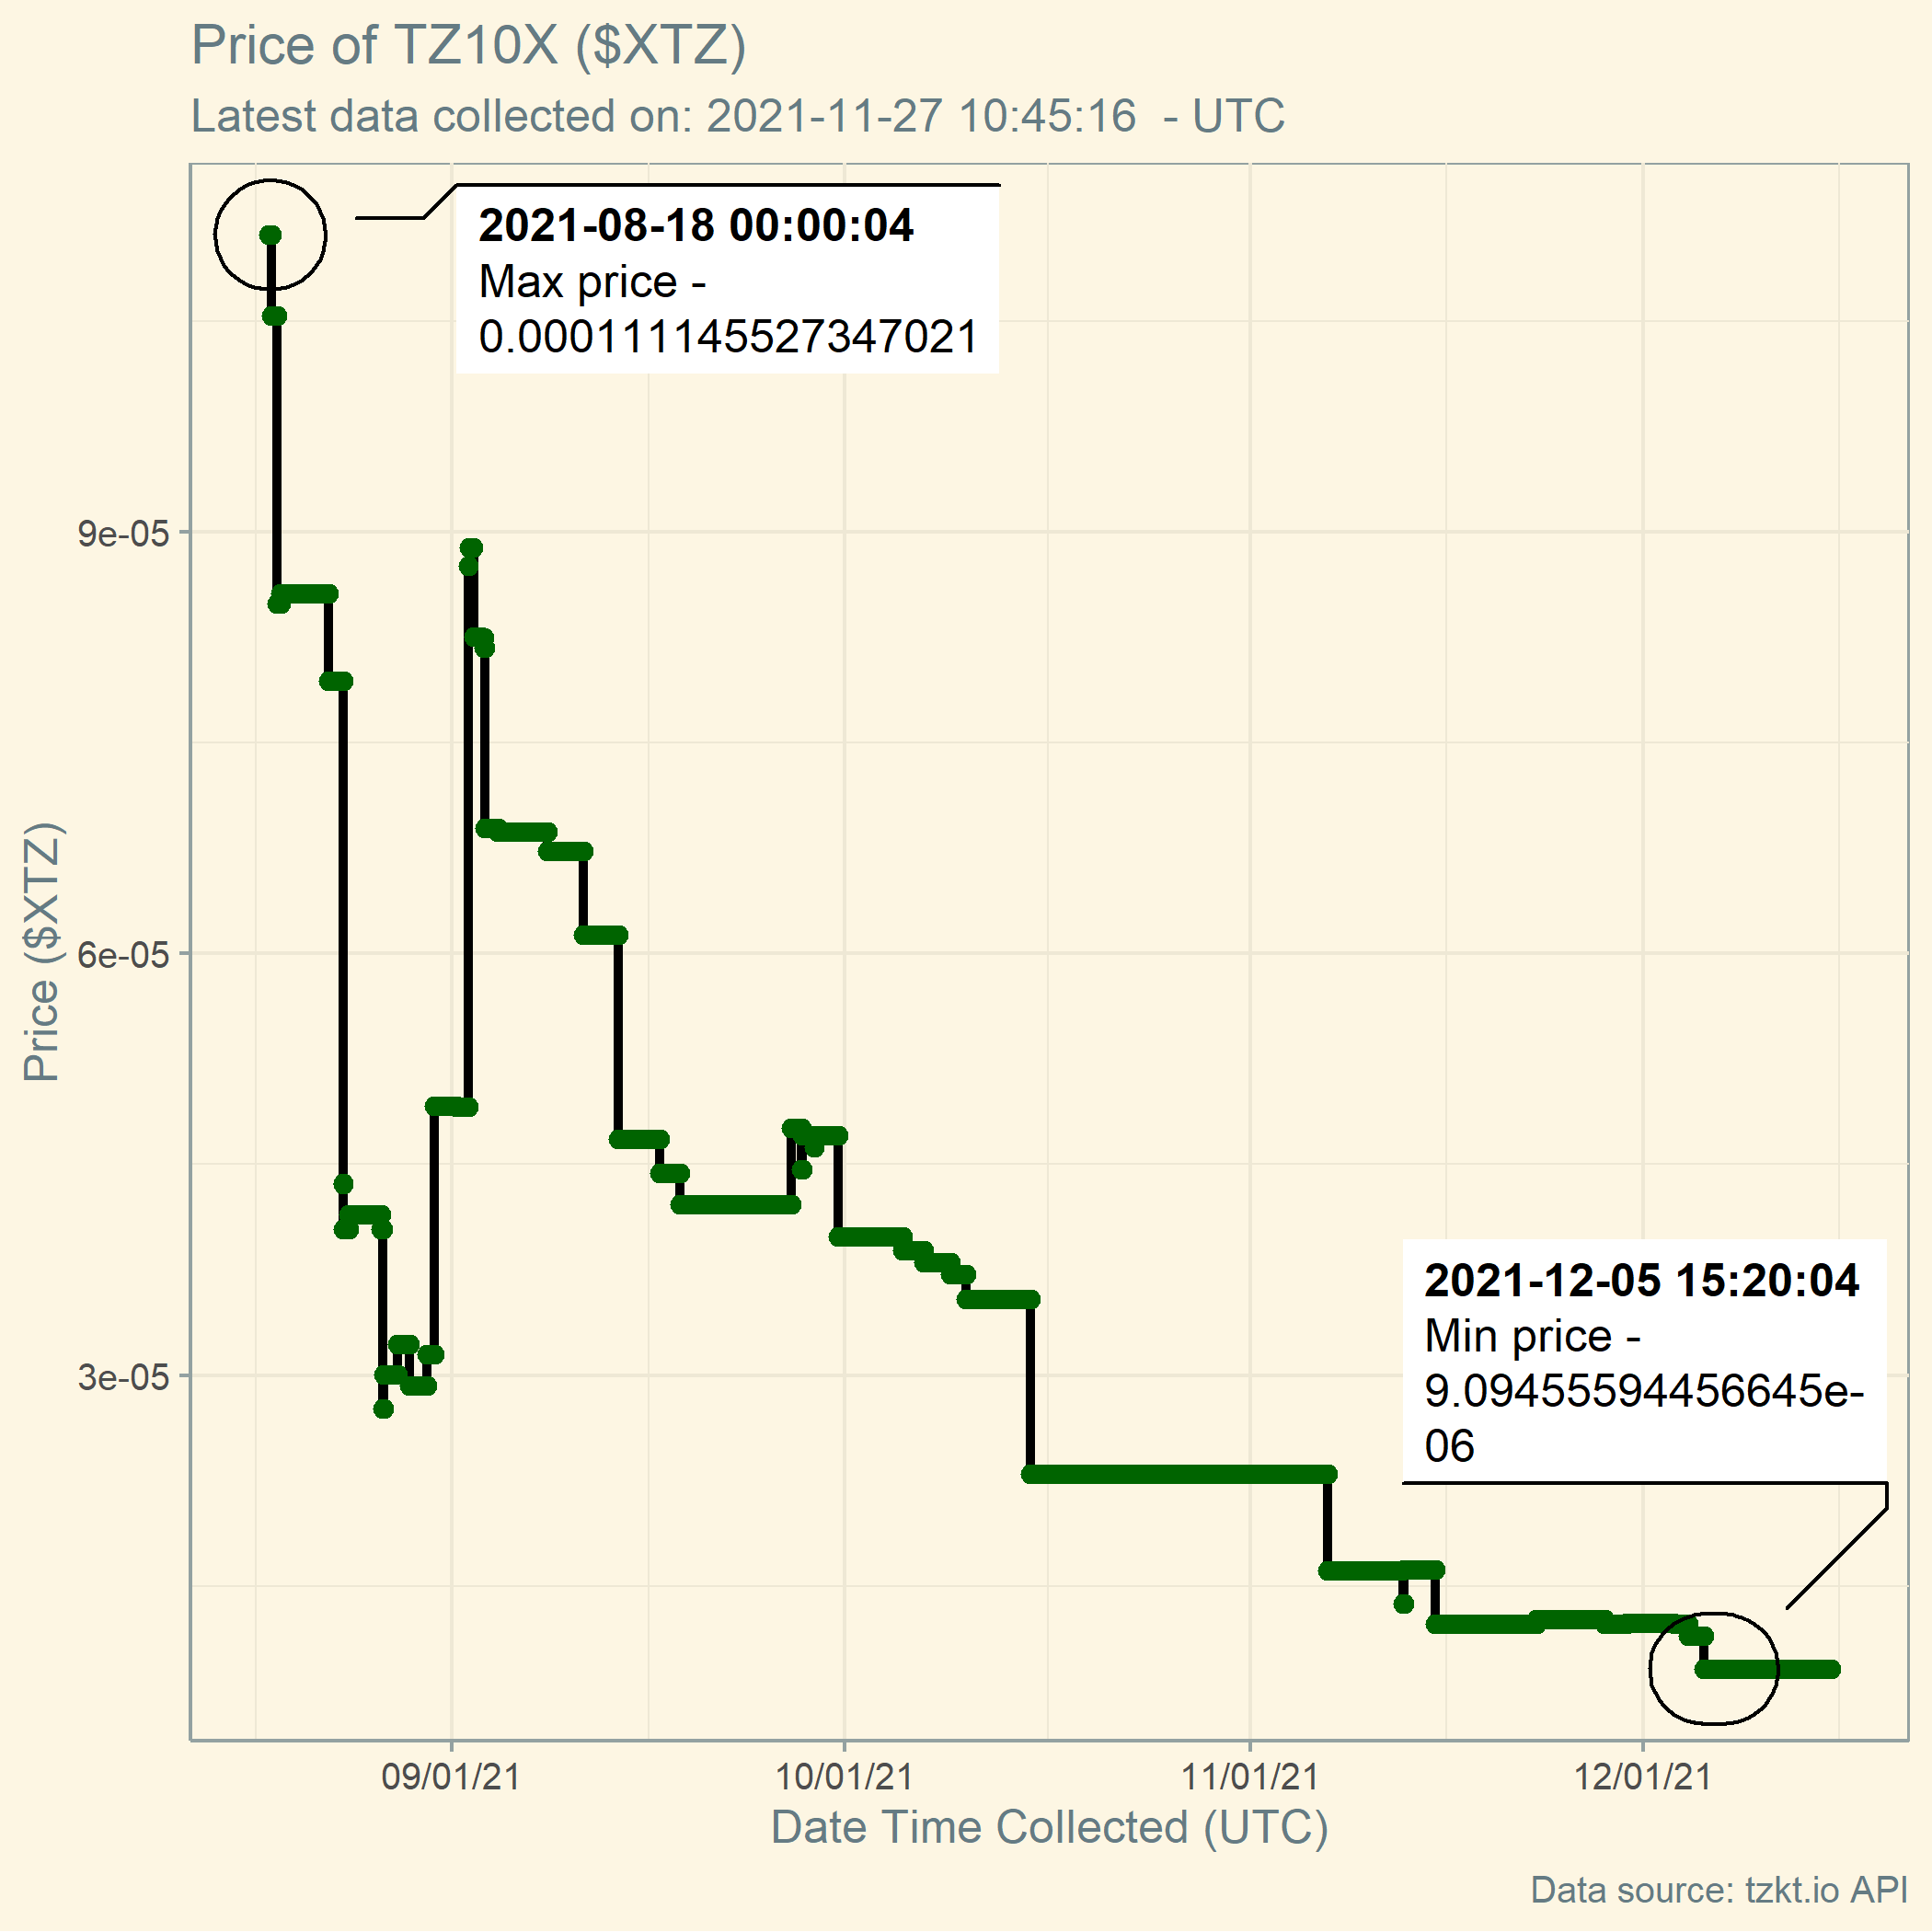 Price of TZ10X ($XTZ)
Latest data collected on: 2021-11-27 10:45:16  - UTC
2021-08-18 00:00:04
Max price -
0.0001111455527347021
9e-05
6e-05
3e-05
Price ($XTZ)
2021-12-05 15:20:04
Min price -
9.09455594456645e-
06
09/01/21
10/01/21
11/01/21
12/01/21
Date Time Collected (UTC)
Data source: tzkt.io API